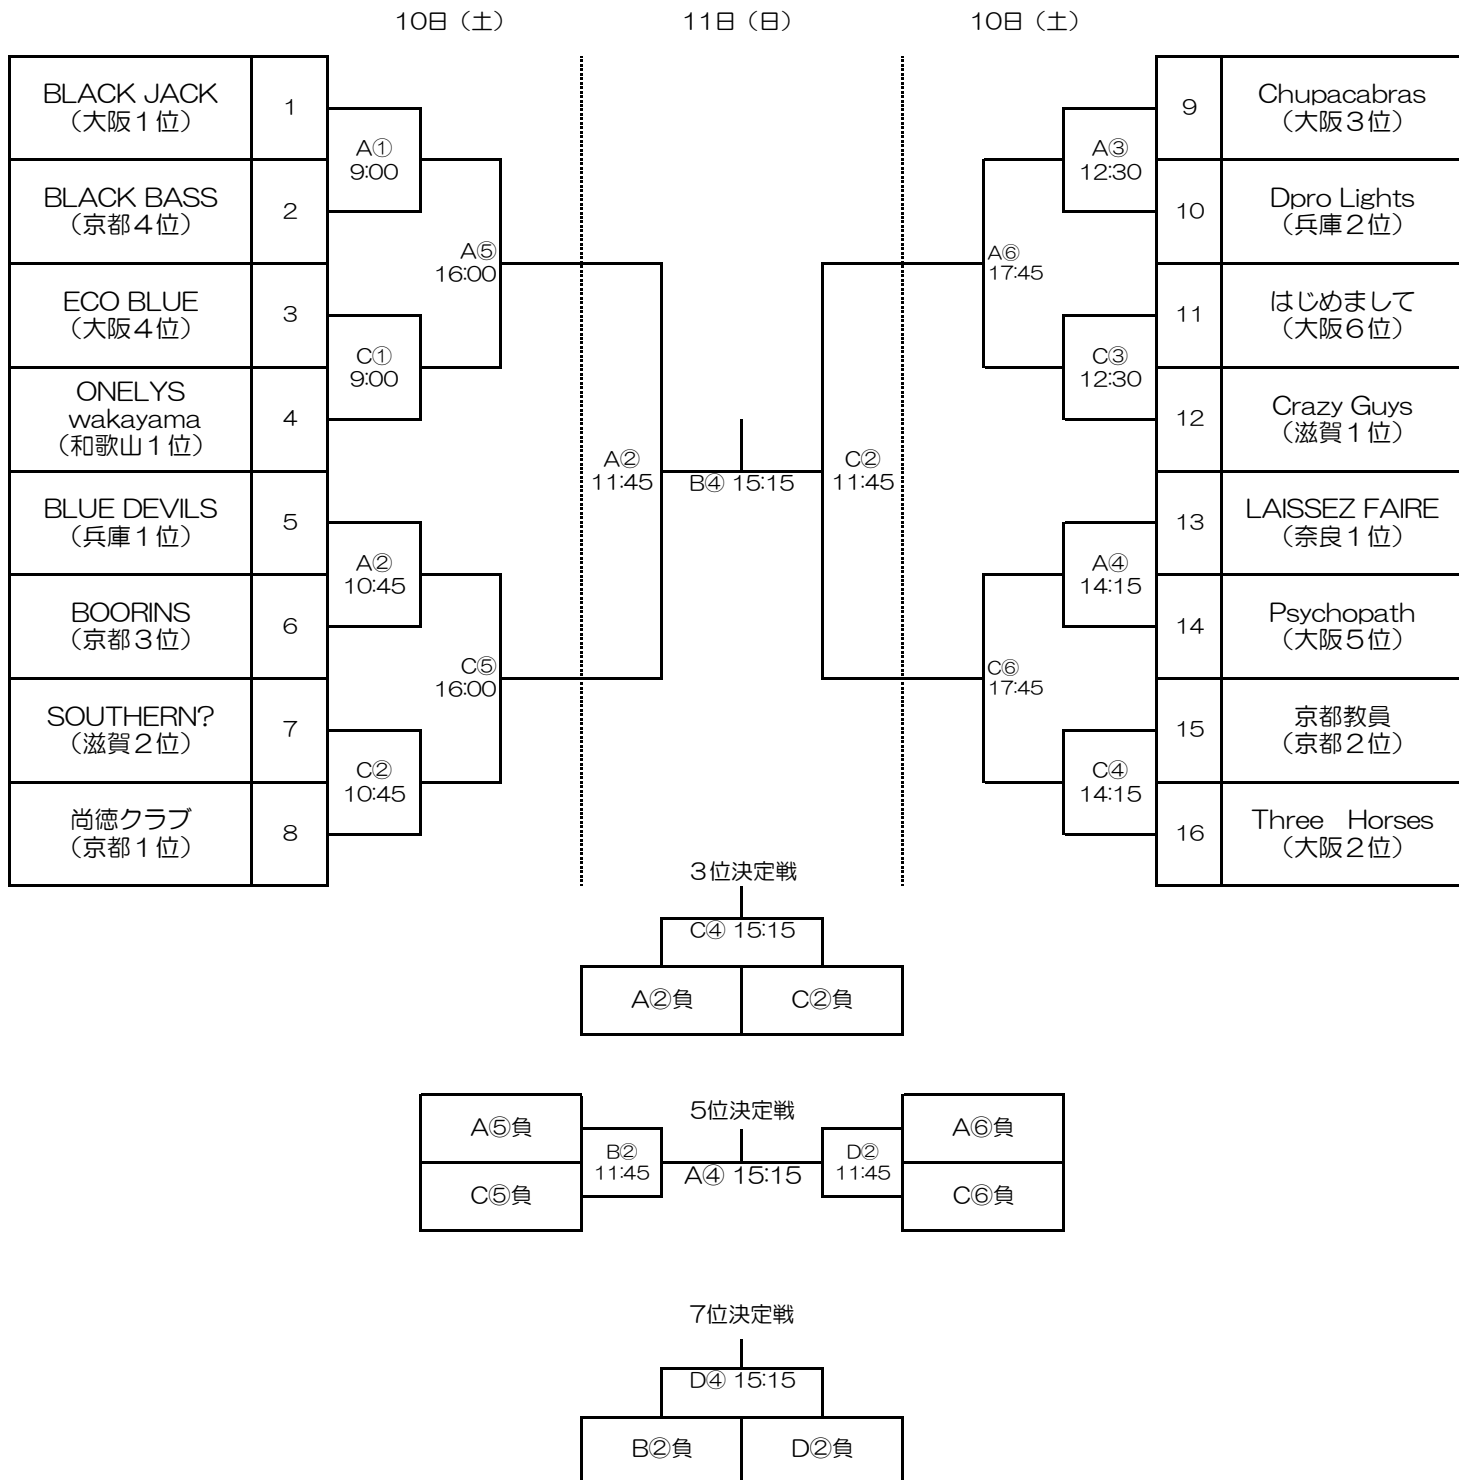 10日（土）
11日（日）
10日（土）
BLACK JACK
（大阪１位）
1
BLACK BASS
（京都４位）
2
ECO BLUE
（大阪４位）
3
ONELYS
wakayama
（和歌山１位）
4
BLUE DEVILS
（兵庫１位）
5
BOORINS
（京都３位）
6
SOUTHERN?
（滋賀２位）
7
尚徳クラブ
（京都１位）
8
A①
9:00
C①
9:00
A②
10:45
C②
10:45
A⑤
16:00
C⑤
16:00
A②
11:45
B④ 15:15
C②
11:45
A⑥
17:45
C⑥
17:45
A③
12:30
C③
12:30
A④
14:15
C④
14:15
9
Chupacabras
（大阪３位）
10
Dpro Lights
（兵庫２位）
11
はじめまして
（大阪６位）
12
Crazy Guys
（滋賀１位）
13
LAISSEZ FAIRE
（奈良１位）
14
Psychopath
（大阪５位）
15
京都教員
（京都２位）
16
Three　Horses
（大阪２位）
３位決定戦
C④ 15:15
A②負
C②負
A⑤負
C⑤負
B②
11:45
５位決定戦
A④ 15:15
D②
11:45
A⑥負
C⑥負
７位決定戦
D④ 15:15
B②負
D②負